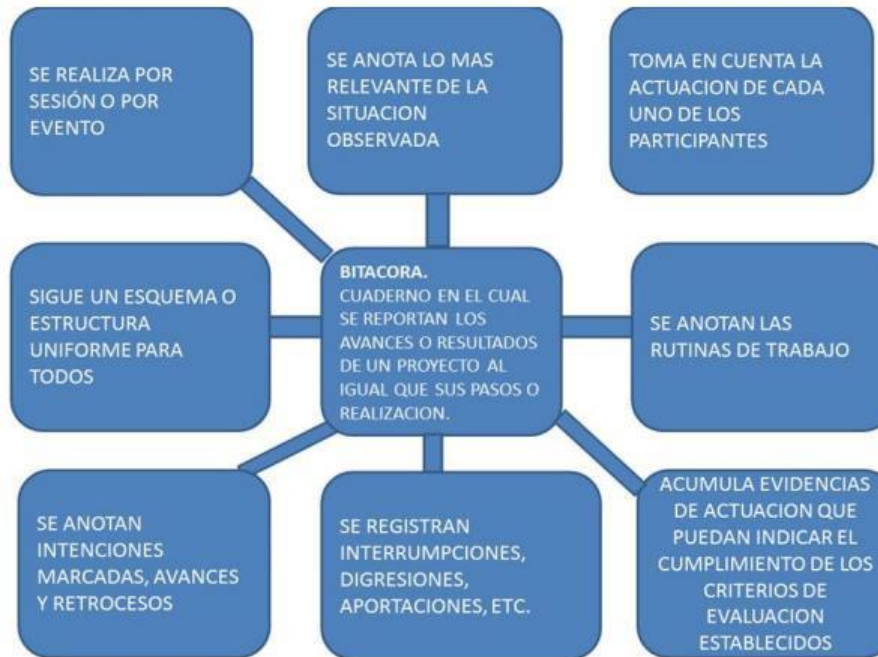 SE REALIZA POR
SESIÓN O POR
EVENTO
SE ANOTA LO MAS
RELEVANTE DE LA
SITUACION
OBSERVADA
TOMA EN CUENTA LA
ACTUACION DE CADA
UNO DE LOS
PARTICIPANTES
SIGUE UN ESQUEMA O
ESTRUCTURA
UNIFORME PARA
TODOS
BITACORA.
CUADERNO EN EL CUAL
SE REPORTAN LOS
AVANCES O RESULTADOS
DE UN PROYECTO AL
IGUAL QUE SUS PASOS O
REALIZACION.
SE ANOTAN LAS
RUTINAS DE TRABAJO
SE ANOTAN
INTENCIONES
MARCADAS, AVANCES
Y RETROCESOS
SE REGISTRAN
INTERRUMPCIONES,
DIGRESIONES,
APORTACIONES, ETC.
ACUMULA EVIDENCIAS
DE ACTUACION QUE
PUEDAN INDICAR EL
CUMPLIMIENTO DE LOS
CRITERIOS DE
EVALUACION
ESTABLECIDOS